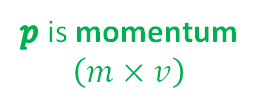 p is momentum
(m × v)